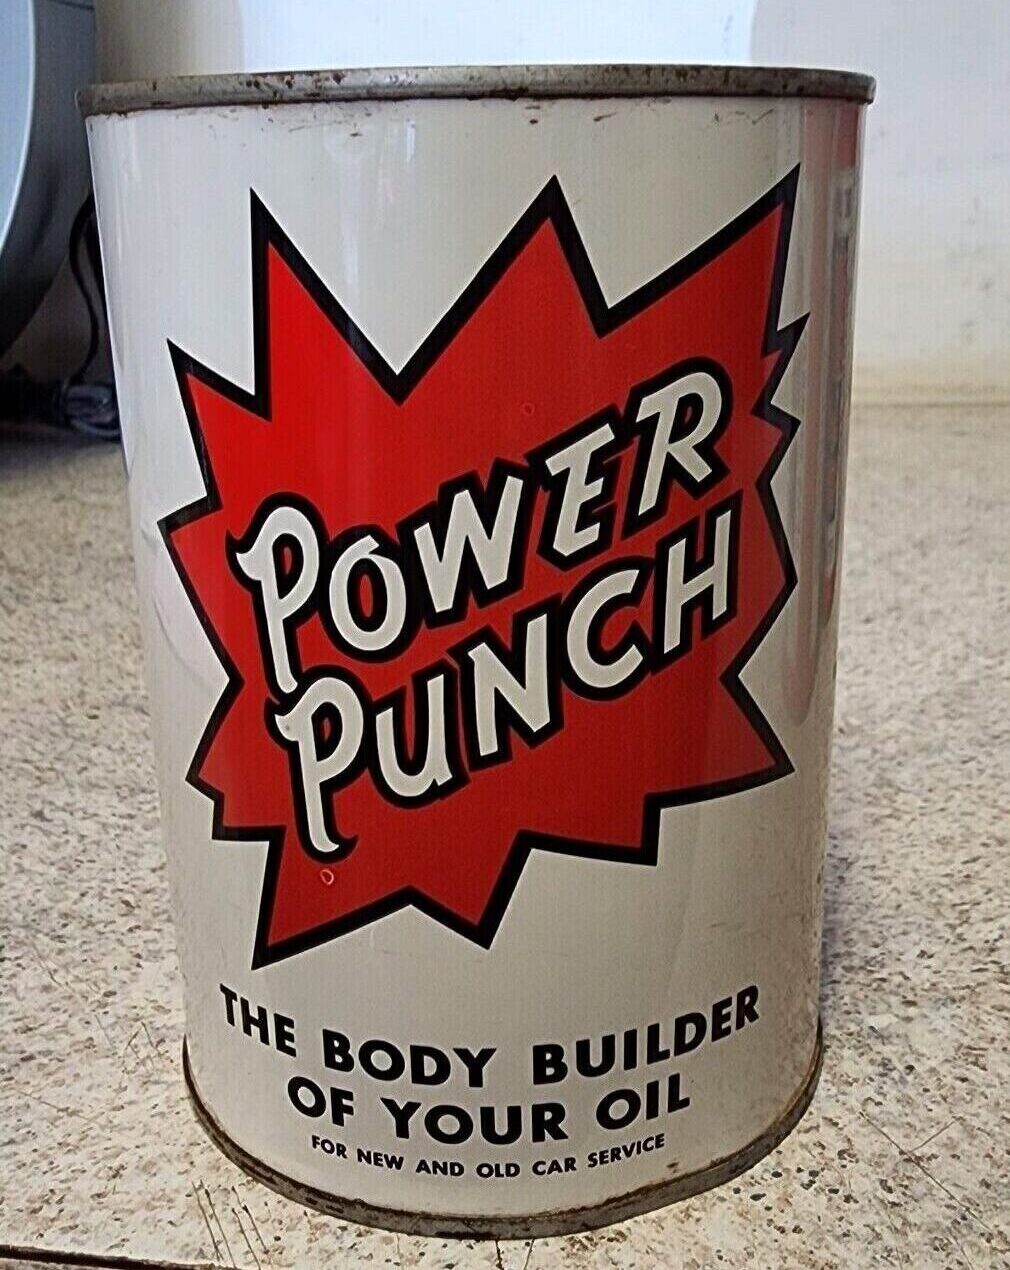 POWER
PUNCH
THE BODY BUILDER
OF YOUR OIL
FOR NEW AND OLD CAR SERVICE